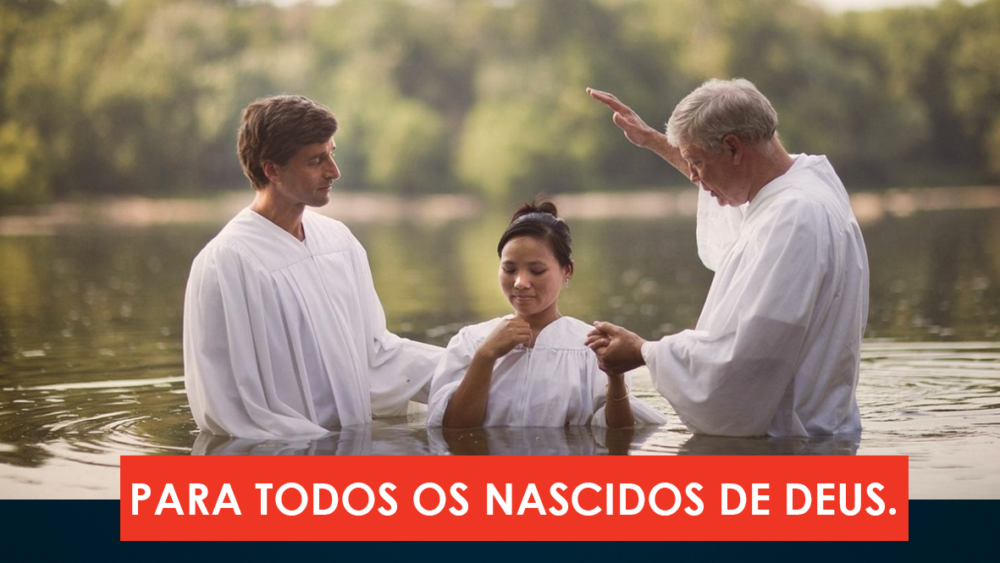 PARA TODOS OS NASCIDOS DE DEUS.